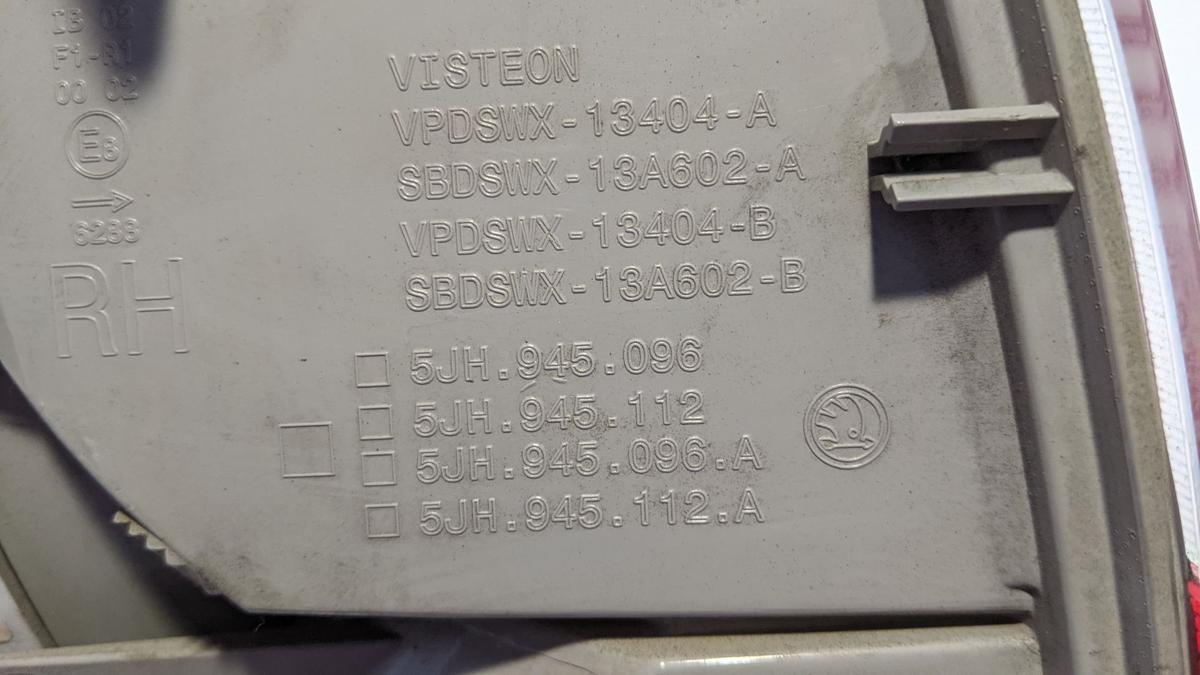 IB 02
F1-R1
00 02
E8
→
6233
RH
VISTEON
VPDSWX-13404-A
SBDSWX-13A602-A
VPDSWX-13404-B
SBDSWX-13A602-B
5JH.945.096
5JH.945.112
5JH.945.096.A
5JH.945.112.A